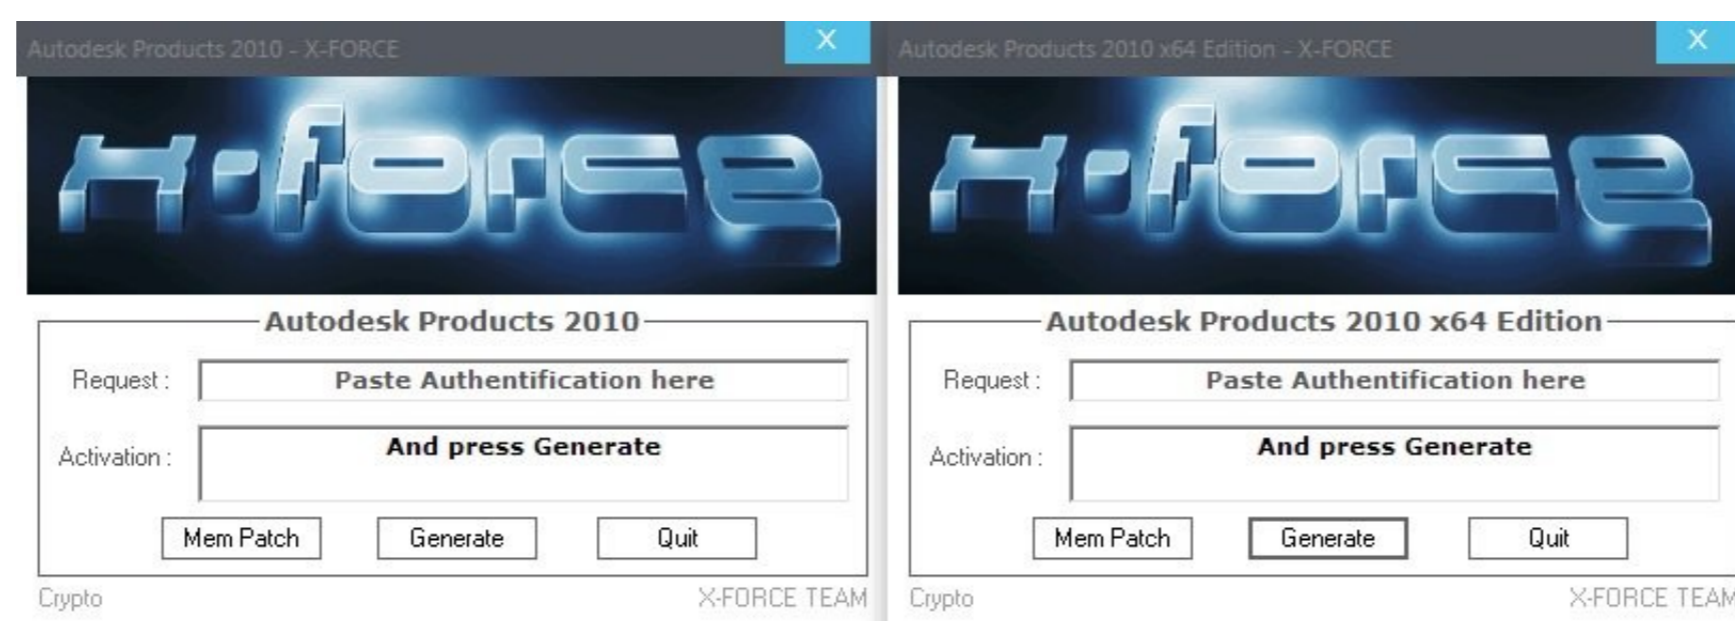 Autodesk Products 2010 - X-FORCE
X
x-force
Autodesk Products 2010
Request :
Paste Authentification here
Activation :
And press Generate
Mem Patch
Generate
Quit
Crypto
X-FORCE TEAM
Autodesk Products 2010 x64 Edition - X-FORCE
X
x-force
Autodesk Products 2010 x64 Edition
Request :
Paste Authentification here
Activation :
And press Generate
Mem Patch
Generate
Quit
Crypto
X-FORCE TEAM